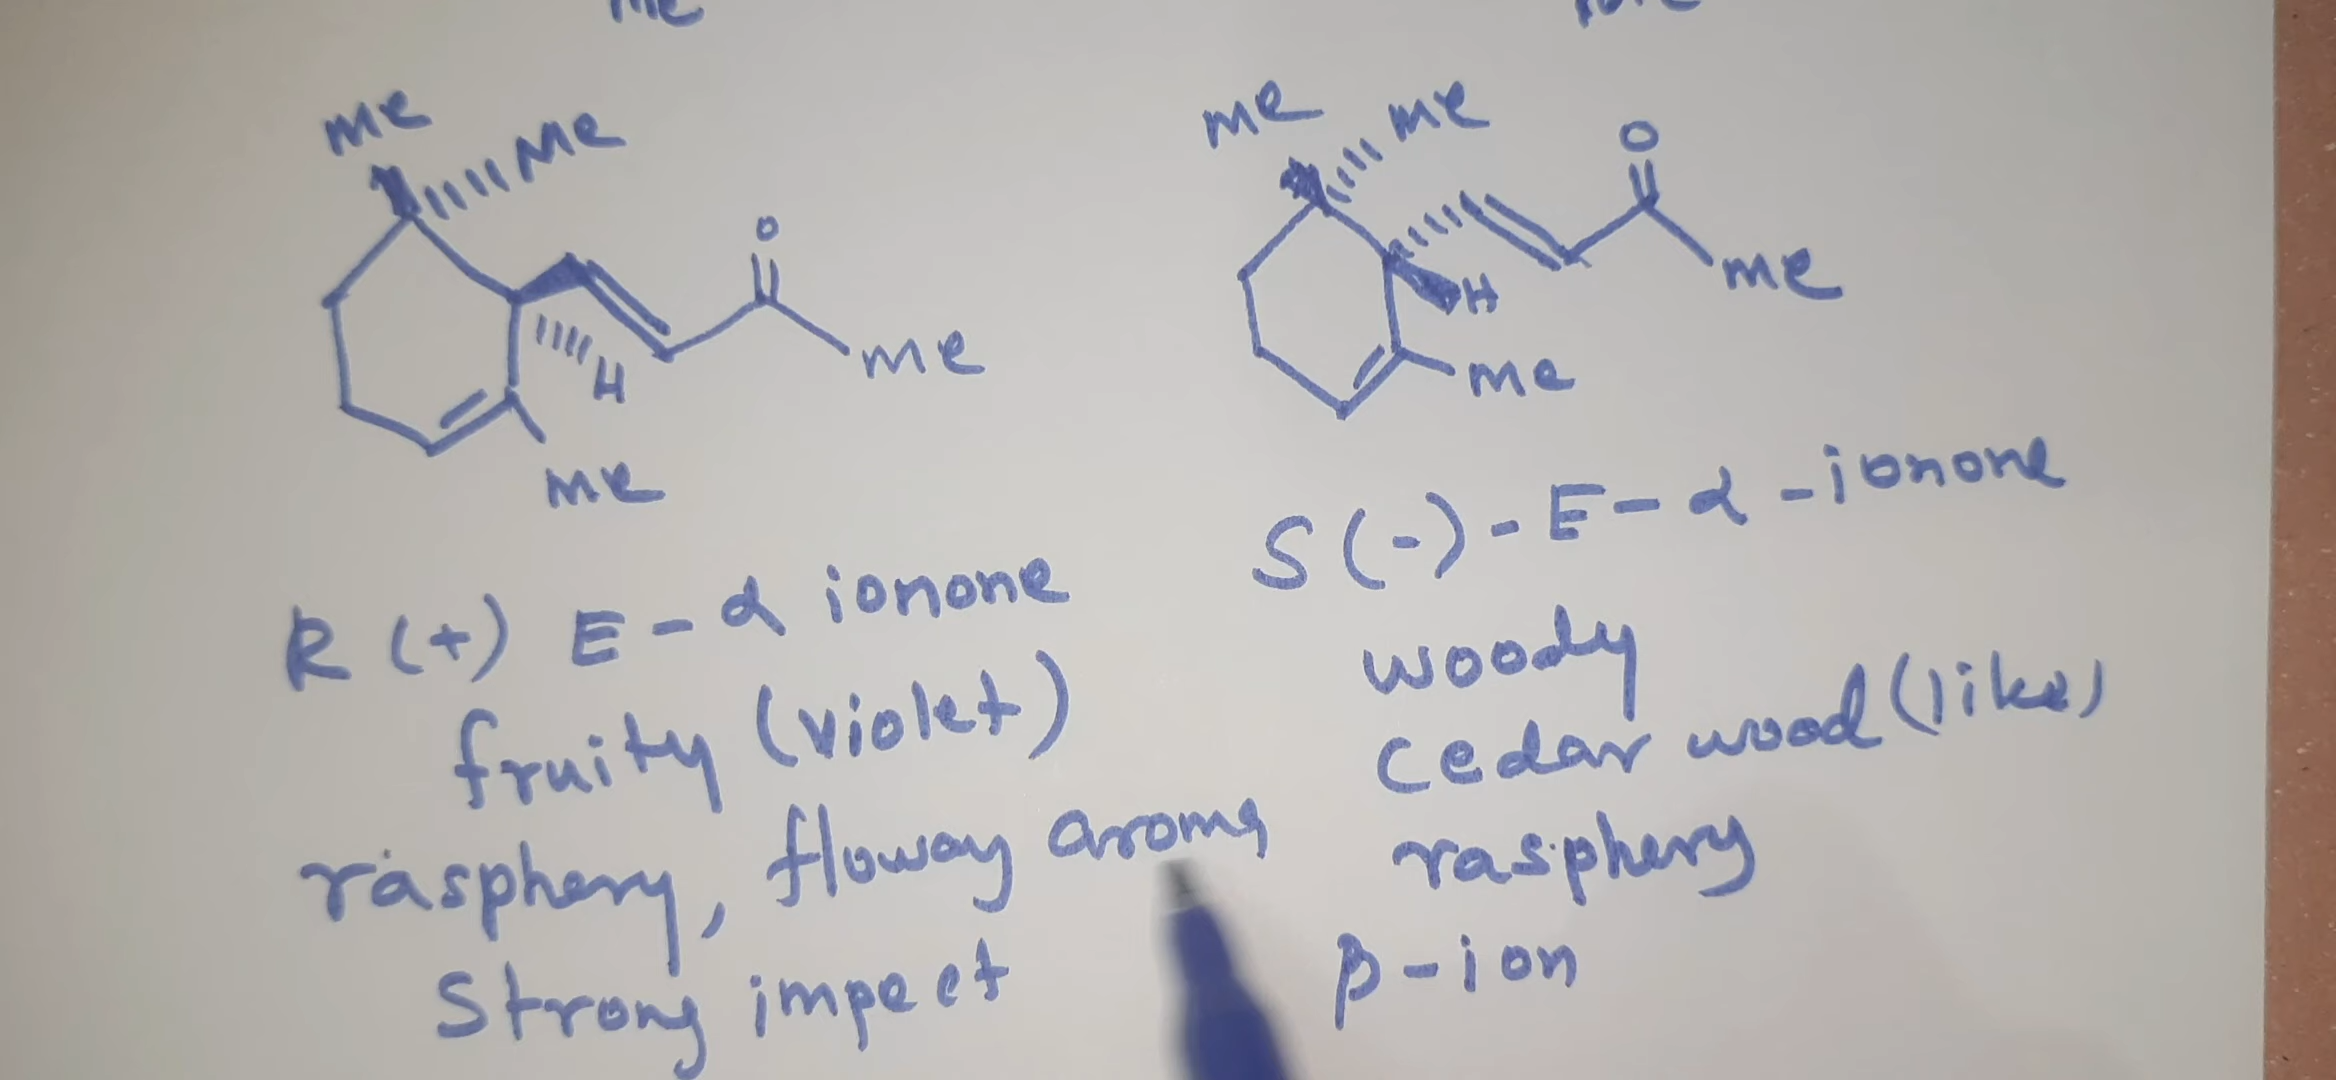 me
me Me
O
H
me
me
R (+) E - α ionone
fruity (violet)
rasphery, floway aroma
Strong impect
me me
O
H
me
me
S (-) - E - α - ionone
woody
cedar wood (like)
rasphery
β - ion